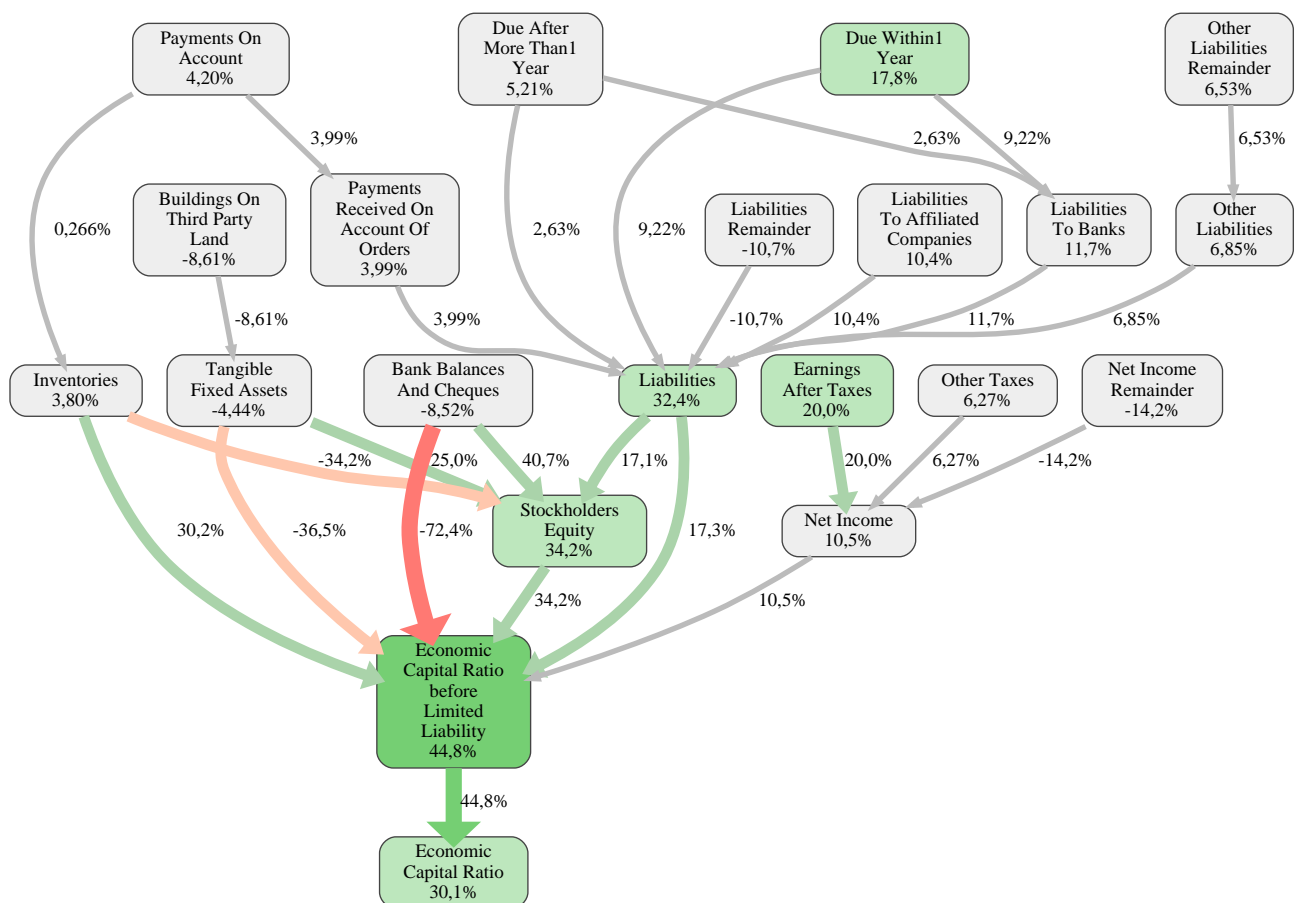 Payments On
Account
4,20%
Due After
More Than1
Year
5,21%
Due Within1
Year
17,8%
Other
Liabilities
Remainder
6,53%
3,99%
2,63%
9,22%
6,53%
Buildings On
Third Party
Land
-8,61%
Payments
Received On
Account Of
Orders
3,99%
Liabilities
Remainder
-10,7%
Liabilities
To Affiliated
Companies
10,4%
Liabilities
To Banks
11,7%
Other
Liabilities
6,85%
0,266%
2,63%
9,22%
-8,61%
3,99%
-10,7%
10,4%
11,7%
6,85%
Inventories
3,80%
Tangible
Fixed Assets
-4,44%
Bank Balances
And Cheques
-8,52%
Liabilities
32,4%
Earnings
After Taxes
20,0%
Other Taxes
6,27%
Net Income
Remainder
-14,2%
-34,2%
25,0%
40,7%
17,1%
20,0%
6,27%
-14,2%
Stockholders
Equity
34,2%
Net Income
10,5%
30,2%
-36,5%
-72,4%
17,3%
34,2%
10,5%
Economic
Capital Ratio
before
Limited
Liability
44,8%
44,8%
Economic
Capital Ratio
30,1%